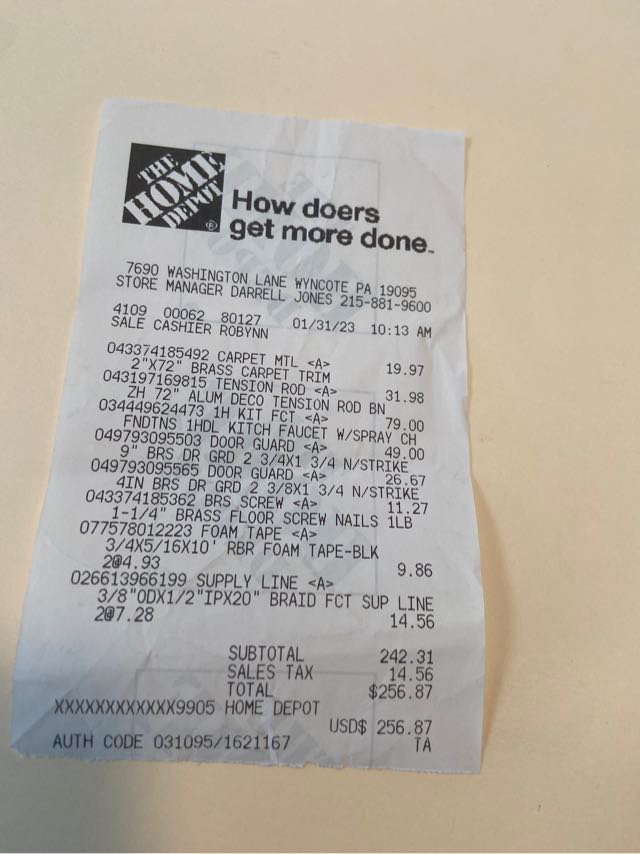 THE
HOME
DEPOT
®
How doers
get more done™
7690 WASHINGTON LANE WYNCOTE PA 19095
STORE MANAGER DARRELL JONES 215-881-9600
4109 00062 80127 01/31/23 10:13 AM
SALE CASHIER ROBYNN
043374185492 CARPET MTL <A> 19.97
2"X72" BRASS CARPET TRIM
043197169815 TENSION ROD <A> 31.98
ZH 72" ALUM DECO TENSION ROD BN
034449624473 1H KIT FCT <A> 79.00
FNDTNS 1HDL KITCH FAUCET W/SPRAY CH
049793095503 DOOR GUARD <A> 49.00
9" BRS DR GRD 2 3/4X1 3/4 N/STRIKE
049793095565 DOOR GUARD <A> 26.67
4IN BRS DR GRD 2 3/8X1 3/4 N/STRIKE
043374185362 BRS SCREW <A> 11.27
1-1/4" BRASS FLOOR SCREW NAILS 1LB
077578012223 FOAM TAPE <A>
3/4X5/16X10' RBR FOAM TAPE-BLK
2@4.93 9.86
026613966199 SUPPLY LINE <A>
3/8"ODX1/2"IPX20" BRAID FCT SUP LINE
2@7.28 14.56
SUBTOTAL 242.31
SALES TAX 14.56
TOTAL $256.87
XXXXXXXXXXXX9905 HOME DEPOT
USD$ 256.87
AUTH CODE 031095/1621167 TA